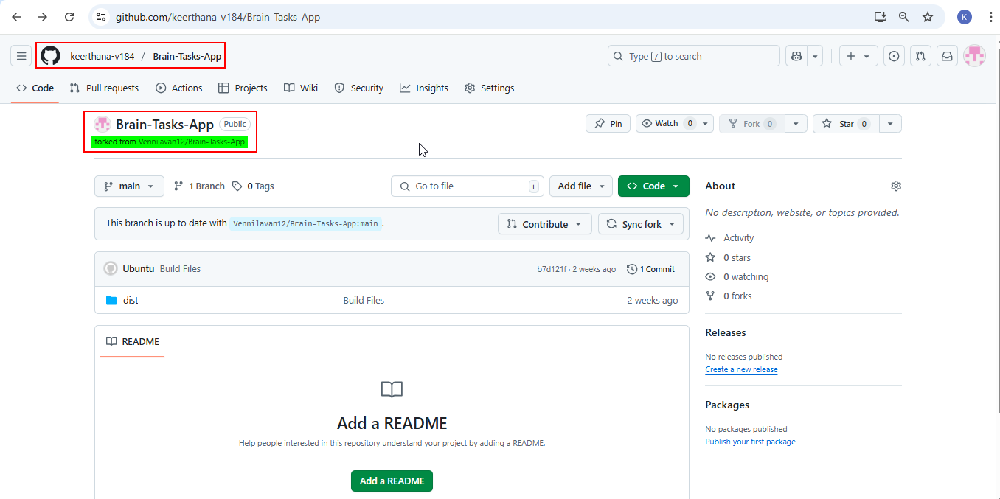 github.com/keerthana-v184/Brain-Tasks-App
K
keerthana-v184 / Brain-Tasks-App
Type / to search
Code Pull requests Actions Projects Wiki Security Insights Settings
Brain-Tasks-App Public
forked from Vennilavan12/Brain-Tasks-App
Pin Watch 0 Fork 0 Star 0
main 1 Branch 0 Tags Go to file t Add file Code
This branch is up to date with Vennilavan12/Brain-Tasks-App:main .
Contribute Sync fork
Ubuntu Build Files b7d121f · 2 weeks ago 1 Commit
dist Build Files 2 weeks ago
README
Add a README
Help people interested in this repository understand your project by adding a README.
Add a README
About
No description, website, or topics provided.
Activity
0 stars
0 watching
0 forks
Releases
No releases published
Create a new release
Packages
No packages published
Publish your first package